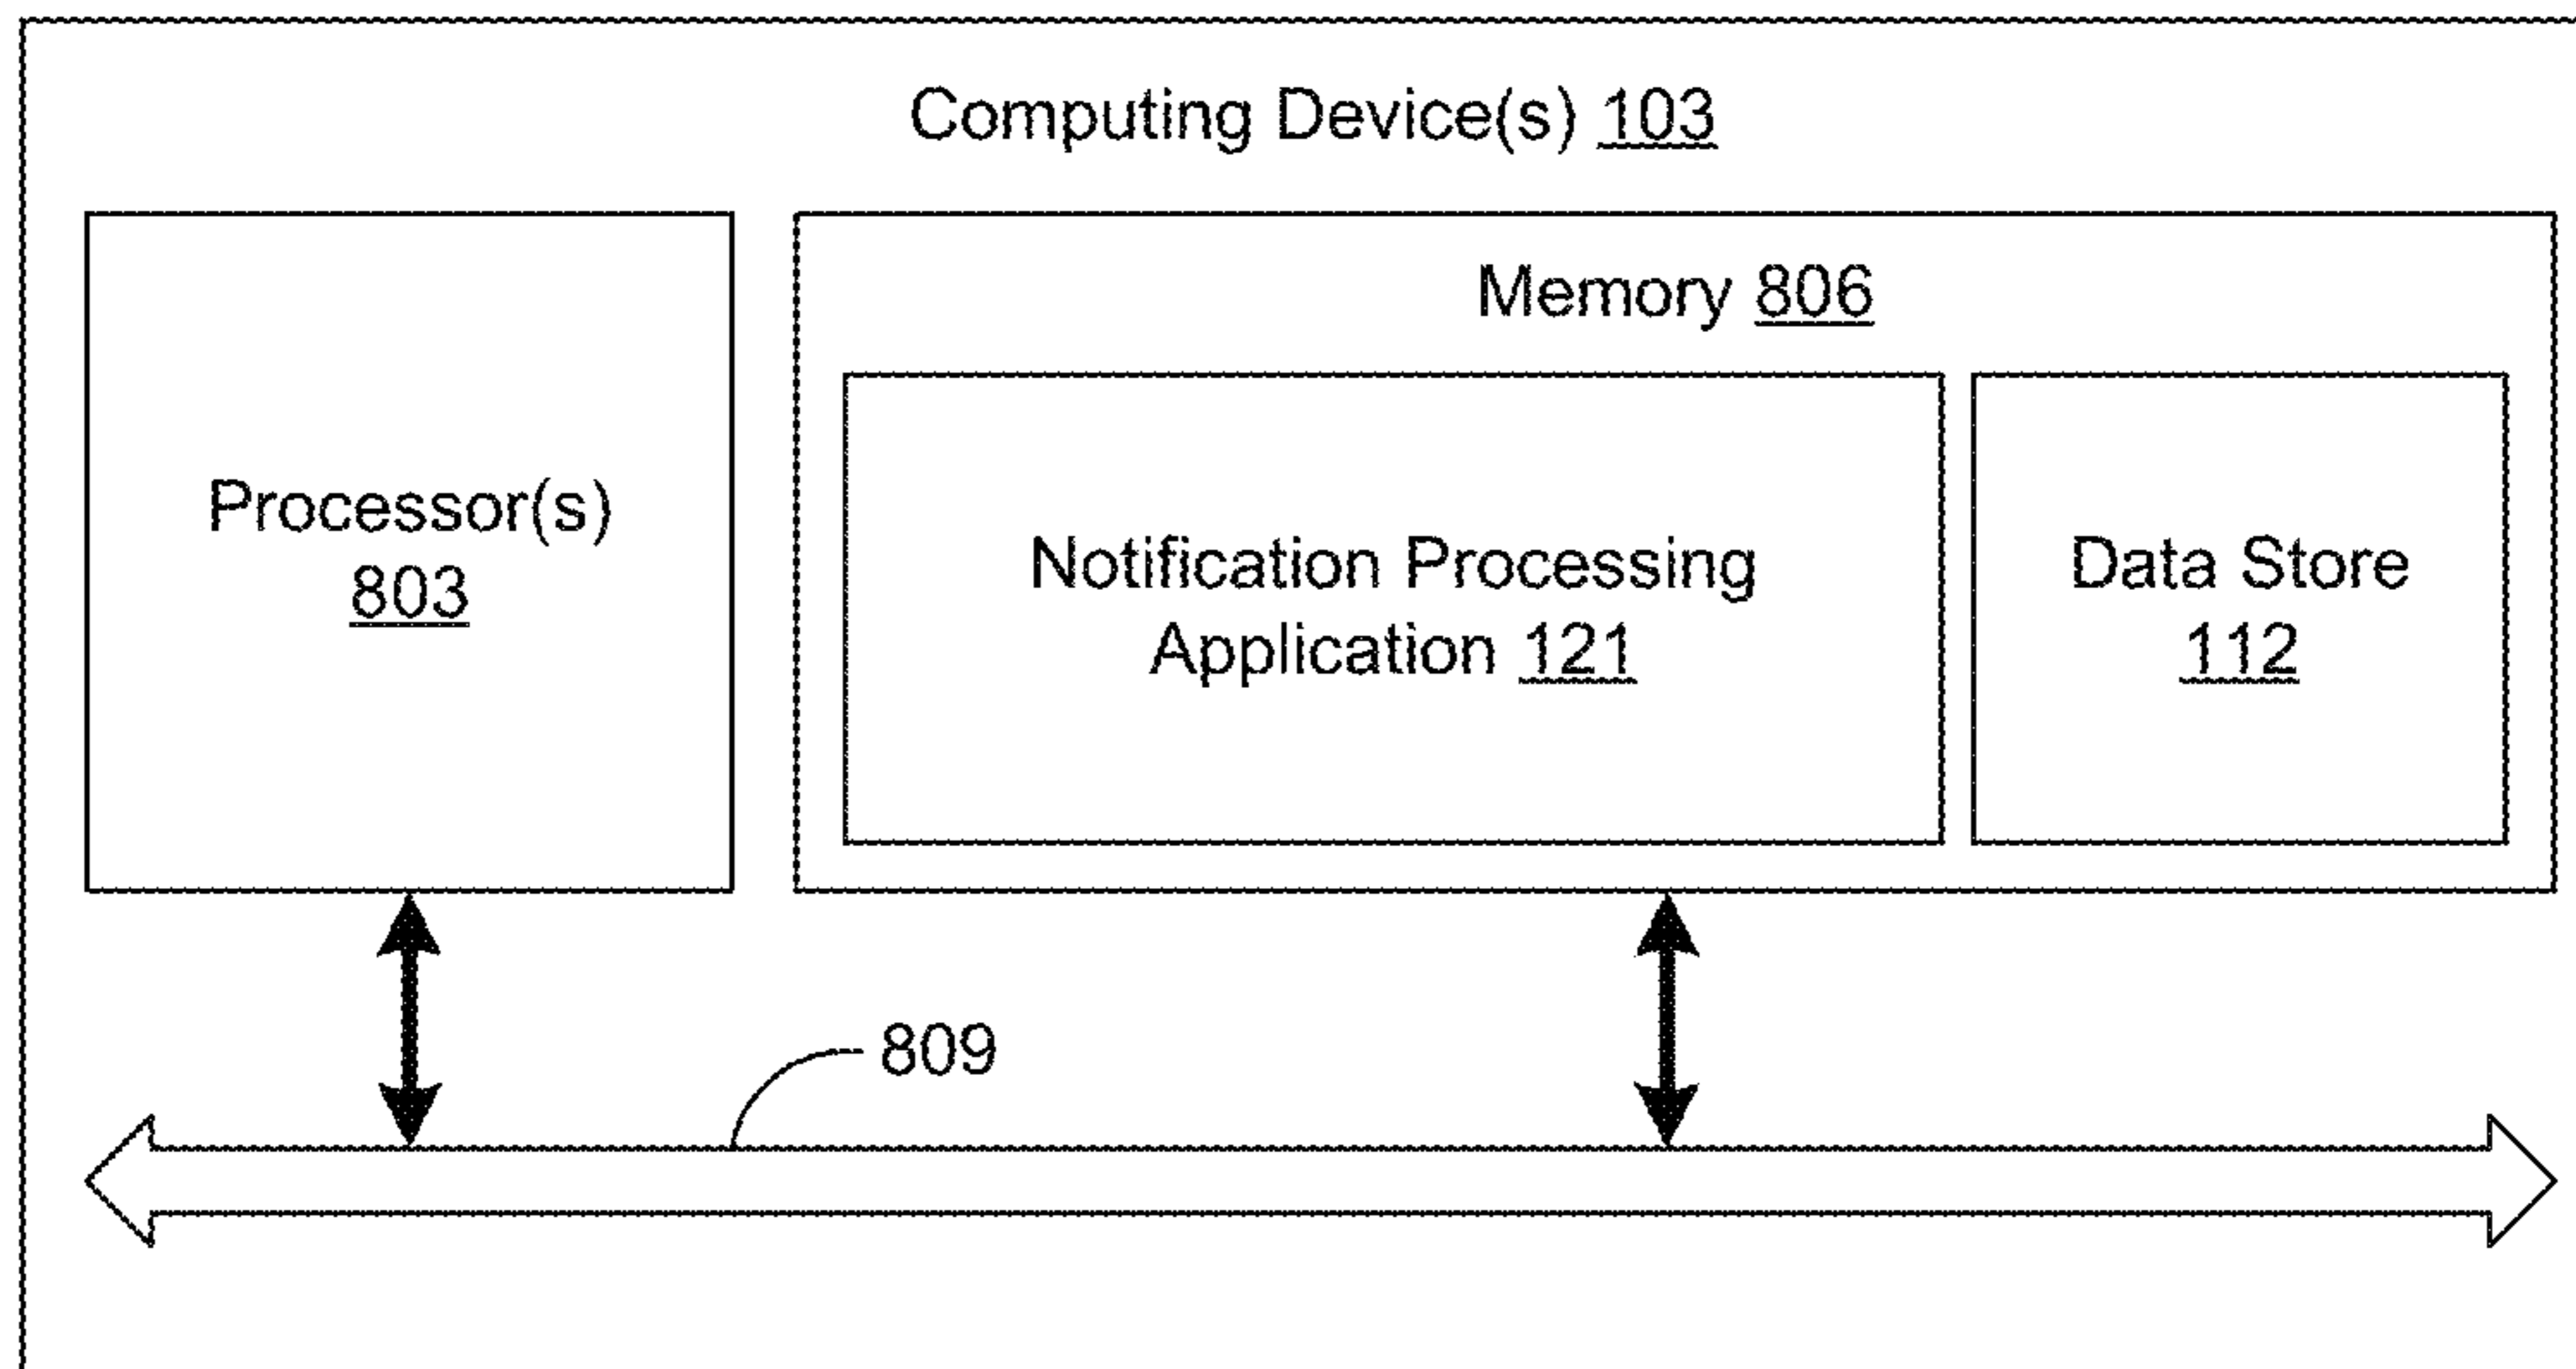 Computing Device(s) 103
Memory 806
Processor(s)
803
Notification Processing
Application 121
Data Store
112
809